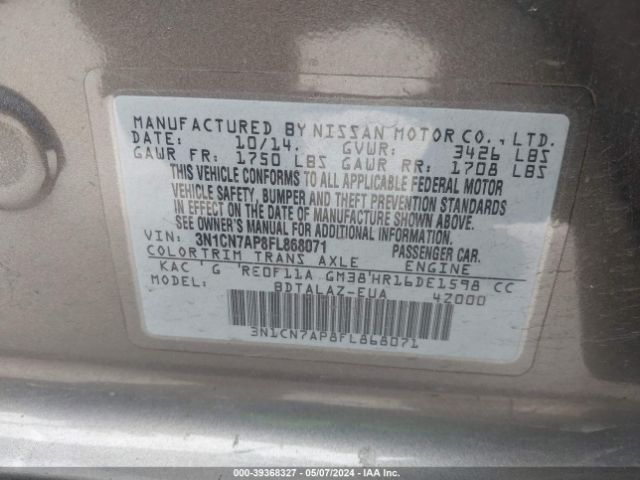 MANUFACTURED BY NISSAN MOTOR CO., LTD.
DATE: 10/14. GVWR: 3426 LBS
GAWR FR: 1750 LBS GAWR RR: 1708 LBS
THIS VEHICLE CONFORMS TO ALL APPLICABLE FEDERAL MOTOR
VEHICLE SAFETY, BUMPER AND THEFT PREVENTION STANDARDS
IN EFFECT ON THE DATE OF MANUFACTURE SHOWN ABOVE.
SEE OWNER'S MANUAL FOR ADDITIONAL INFORMATION.
VIN: 3N1CN7AP8FL868071 PASSENGER CAR.
COLOR TRIM TRANS AXLE ENGINE
KAC G RE0F11A GM38 HR16DE1598 CC
MODEL: BDTALAZ-EUA 4Z000
3N1CN7AP8FL868071
000-39368327 - 05/07/2024 - IAA Inc.